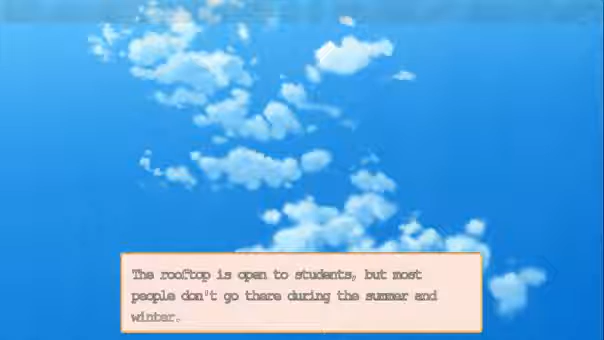 The rooftop is open to students, but most
people don't go there during the summer and
winter.